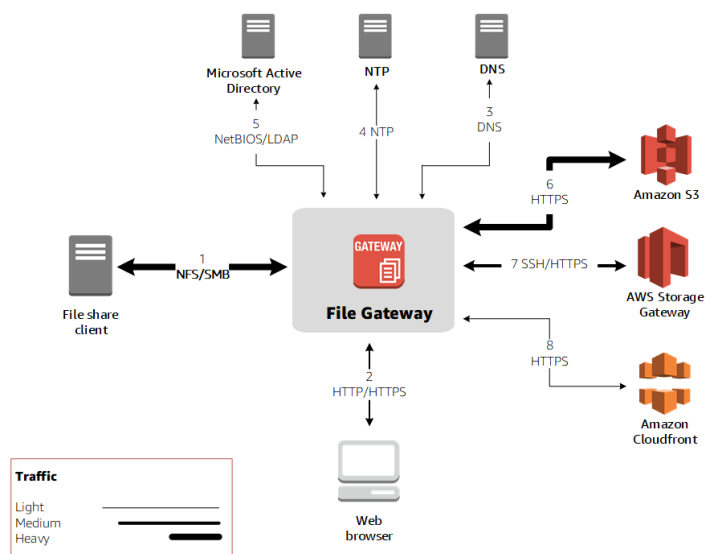 Microsoft Active
Directory
NTP
DNS
5
NetBIOS/LDAP
4 NTP
3
DNS
6
HTTPS
Amazon S3
GATEWAY
File Gateway
1
NFS/SMB
File share
client
7 SSH/HTTPS
AWS Storage
Gateway
8
HTTPS
Amazon
Cloudfront
2
HTTP/HTTPS
Web
browser
Traffic
Light
Medium
Heavy